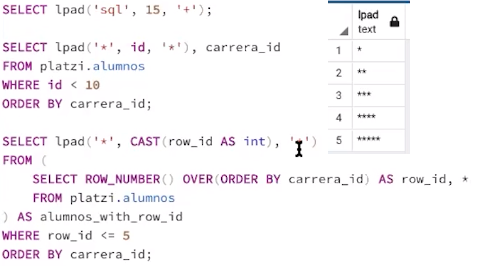 SELECT lpad('sql', 15, '+');
SELECT lpad('*', id, '*'), carrera_id
FROM platzi.alumnos
WHERE id < 10
ORDER BY carrera_id;
SELECT lpad('*', CAST(row_id AS int), '*')
FROM (
SELECT ROW_NUMBER() OVER(ORDER BY carrera_id) AS row_id, *
FROM platzi.alumnos
) AS alumnos_with_row_id
WHERE row_id <= 5
ORDER BY carrera_id;
lpad
text
1 *
2 **
3 ***
4 ****
5 *****